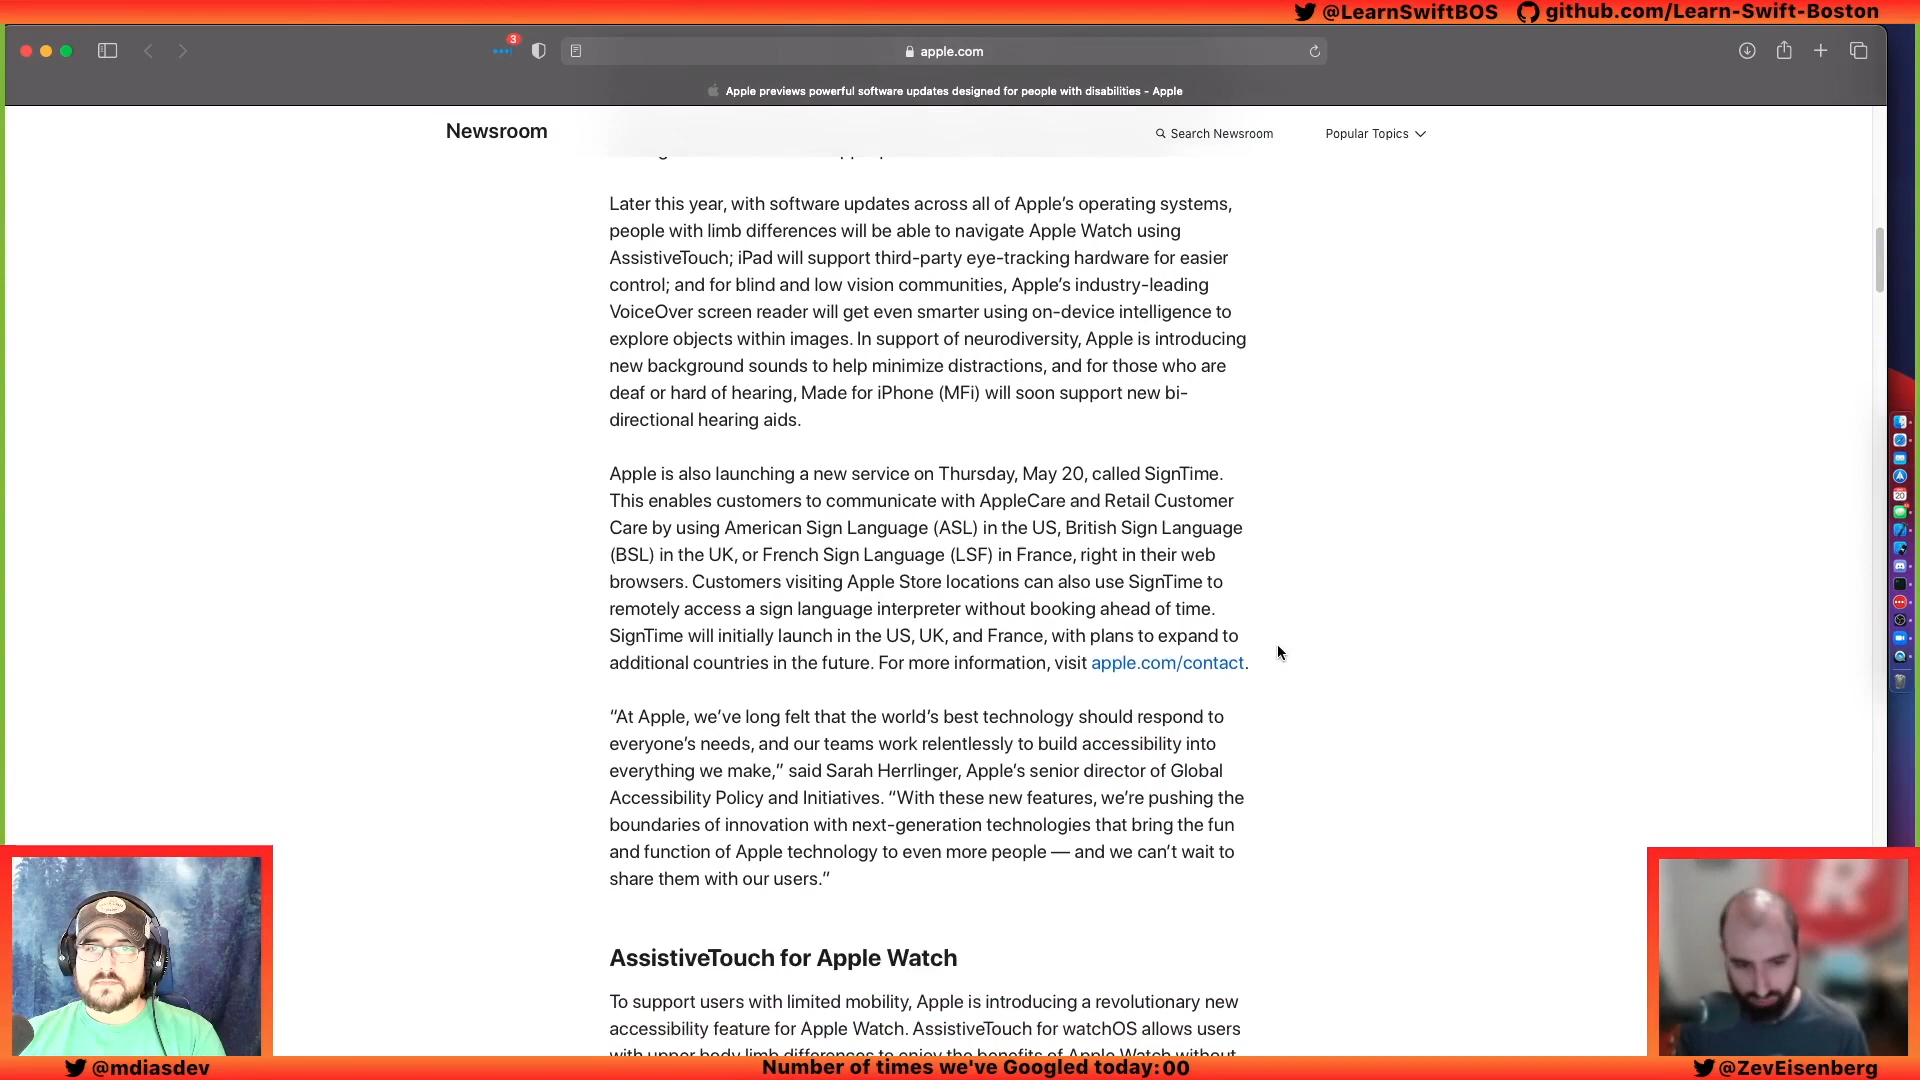 @LearnSwiftBOS github.com/Learn-Swift-Boston
3
apple.com
Apple previews powerful software updates designed for people with disabilities - Apple
Newsroom
Search Newsroom
Popular Topics
Later this year, with software updates across all of Apple’s operating systems,
people with limb differences will be able to navigate Apple Watch using
AssistiveTouch; iPad will support third-party eye-tracking hardware for easier
control; and for blind and low vision communities, Apple’s industry-leading
VoiceOver screen reader will get even smarter using on-device intelligence to
explore objects within images. In support of neurodiversity, Apple is introducing
new background sounds to help minimize distractions, and for those who are
deaf or hard of hearing, Made for iPhone (MFi) will soon support new bi-
directional hearing aids.
Apple is also launching a new service on Thursday, May 20, called SignTime.
This enables customers to communicate with AppleCare and Retail Customer
Care by using American Sign Language (ASL) in the US, British Sign Language
(BSL) in the UK, or French Sign Language (LSF) in France, right in their web
browsers. Customers visiting Apple Store locations can also use SignTime to
remotely access a sign language interpreter without booking ahead of time.
SignTime will initially launch in the US, UK, and France, with plans to expand to
additional countries in the future. For more information, visit apple.com/contact.
“At Apple, we’ve long felt that the world’s best technology should respond to
everyone’s needs, and our teams work relentlessly to build accessibility into
everything we make,” said Sarah Herrlinger, Apple’s senior director of Global
Accessibility Policy and Initiatives. “With these new features, we’re pushing the
boundaries of innovation with next-generation technologies that bring the fun
and function of Apple technology to even more people — and we can’t wait to
share them with our users.”
AssistiveTouch for Apple Watch
To support users with limited mobility, Apple is introducing a revolutionary new
accessibility feature for Apple Watch. AssistiveTouch for watchOS allows users
with upper body limb differences to enjoy the benefits of Apple Watch without
20
R
@mdiasdev
Number of times we've Googled today: 00
@ZevEisenberg